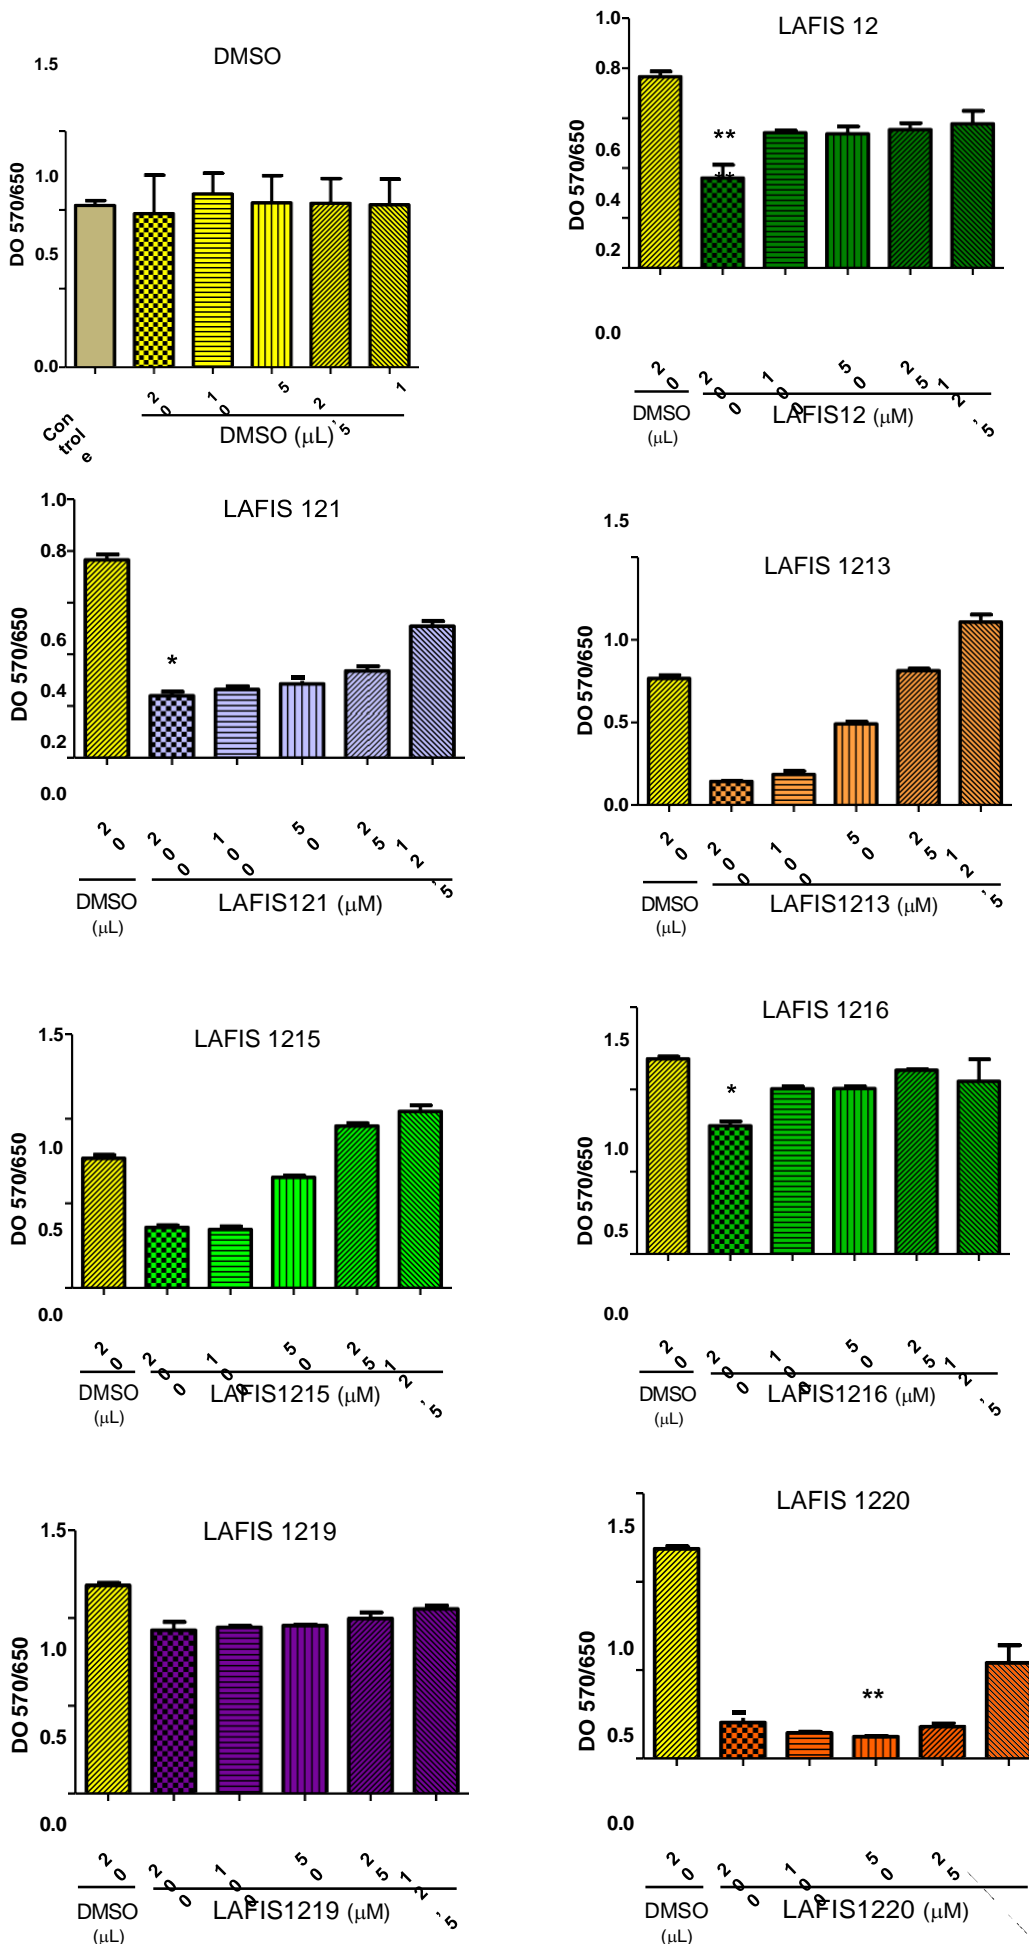 DMSO
1.5
1.0
0.5
0.0
DO 570/650
Controle
20
10
5
2,5
1
DMSO (μL)
LAFIS 12
1.0
0.8
0.6
0.4
0.2
0.0
DO 570/650
**
**
20
200
100
50
25
12,5
DMSO
(μL)
LAFIS12 (μM)
LAFIS 121
1.0
0.8
0.6
0.4
0.2
0.0
DO 570/650
*
20
200
100
50
25
12,5
DMSO
(μL)
LAFIS121 (μM)
LAFIS 1213
1.5
1.0
0.5
0.0
20
200
100
50
25
12,5
DMSO
(μL)
LAFIS1213 (μM)
LAFIS 1215
1.5
1.0
0.5
0.0
20
200
100
50
25
12,5
DMSO
(μL)
LAFIS1215 (μM)
LAFIS 1216
1.5
1.0
0.5
0.0
DO 570/650
*
20
200
100
50
25
12,5
DMSO
(μL)
LAFIS1216 (μM)
LAFIS 1219
1.5
1.0
0.5
0.0
DO 570/650
20
200
100
50
25
12,5
DMSO
(μL)
LAFIS1219 (μM)
LAFIS 1220
1.5
1.0
0.5
0.0
DO 570/650
**
20
200
100
50
25
DMSO
(μL)
LAFIS1220 (μM)